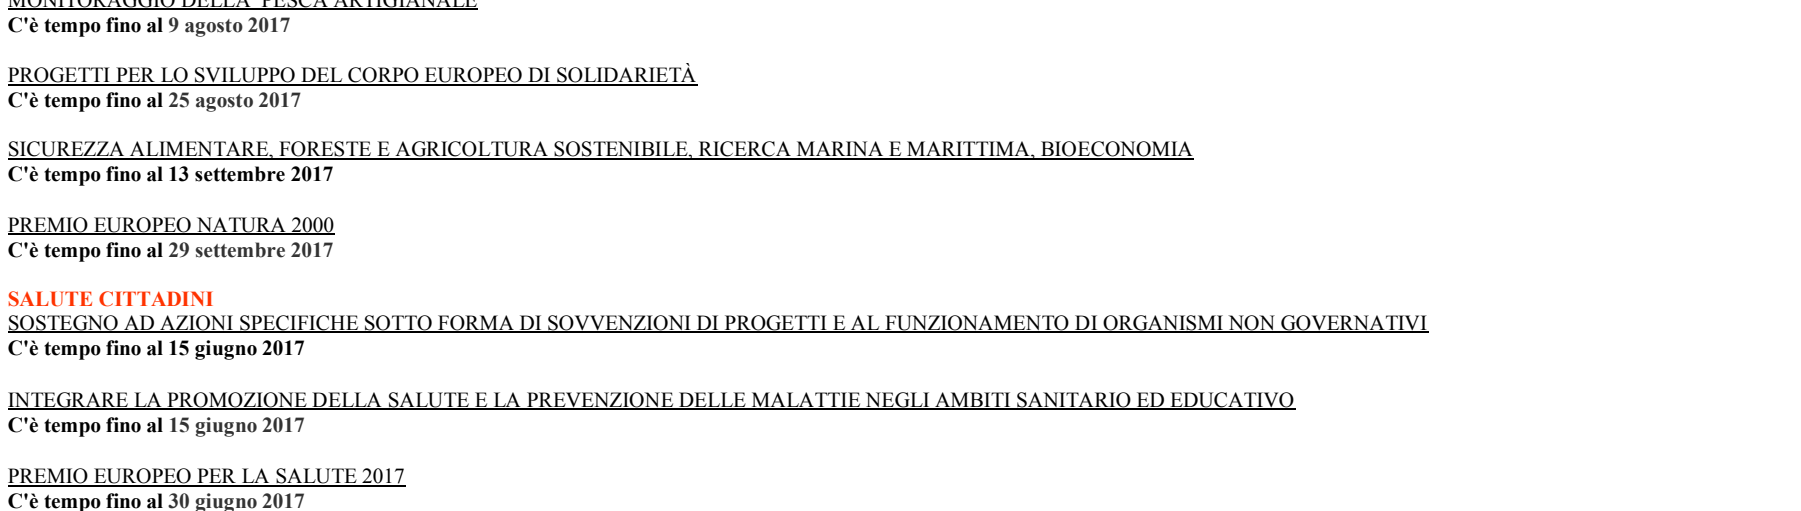 MONITORAGGIO DELLA PESCA ARTIGIANALE
C'è tempo fino al 9 agosto 2017
PROGETTI PER LO SVILUPPO DEL CORPO EUROPEO DI SOLIDARIETÀ
C'è tempo fino al 25 agosto 2017
SICUREZZA ALIMENTARE, FORESTE E AGRICOLTURA SOSTENIBILE, RICERCA MARINA E MARITTIMA, BIOECONOMIA
C'è tempo fino al 13 settembre 2017
PREMIO EUROPEO NATURA 2000
C'è tempo fino al 29 settembre 2017
SALUTE CITTADINI
SOSTEGNO AD AZIONI SPECIFICHE SOTTO FORMA DI SOVVENZIONI DI PROGETTI E AL FUNZIONAMENTO DI ORGANISMI NON GOVERNATIVI
C'è tempo fino al 15 giugno 2017
INTEGRARE LA PROMOZIONE DELLA SALUTE E LA PREVENZIONE DELLE MALATTIE NEGLI AMBITI SANITARIO ED EDUCATIVO
C'è tempo fino al 15 giugno 2017
PREMIO EUROPEO PER LA SALUTE 2017
C'è tempo fino al 30 giugno 2017